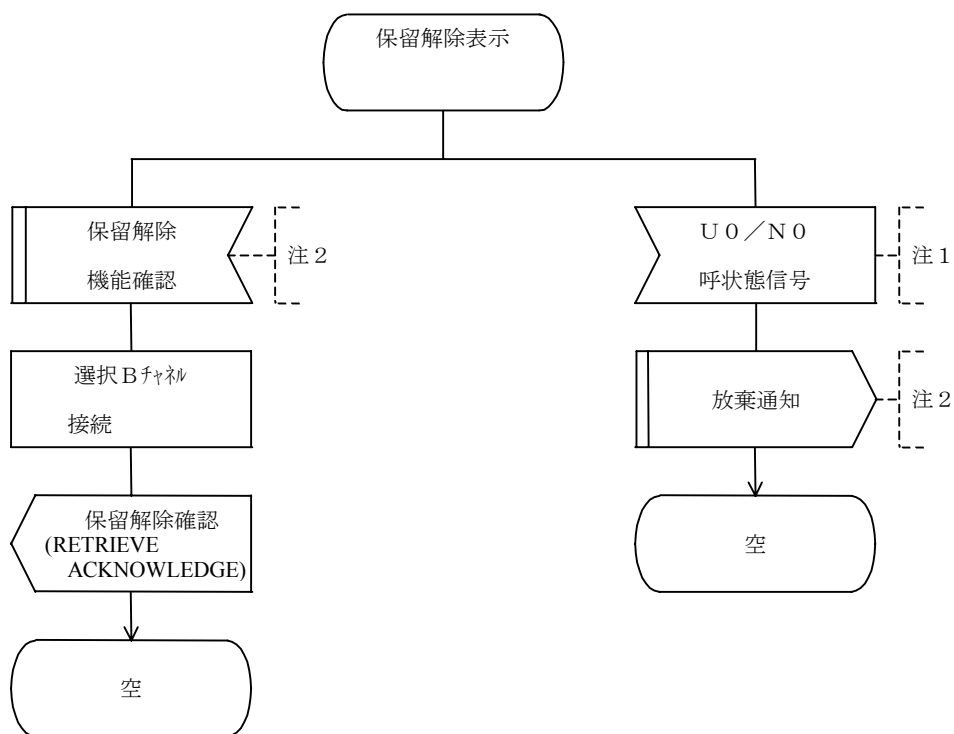 保留解除表示
保留解除
機能確認
注２
選択Ｂﾁｬﾈﾙ
接続
保留解除確認
(RETRIEVE
ACKNOWLEDGE)
空
Ｕ０／Ｎ０
呼状態信号
注１
放棄通知
注２
空